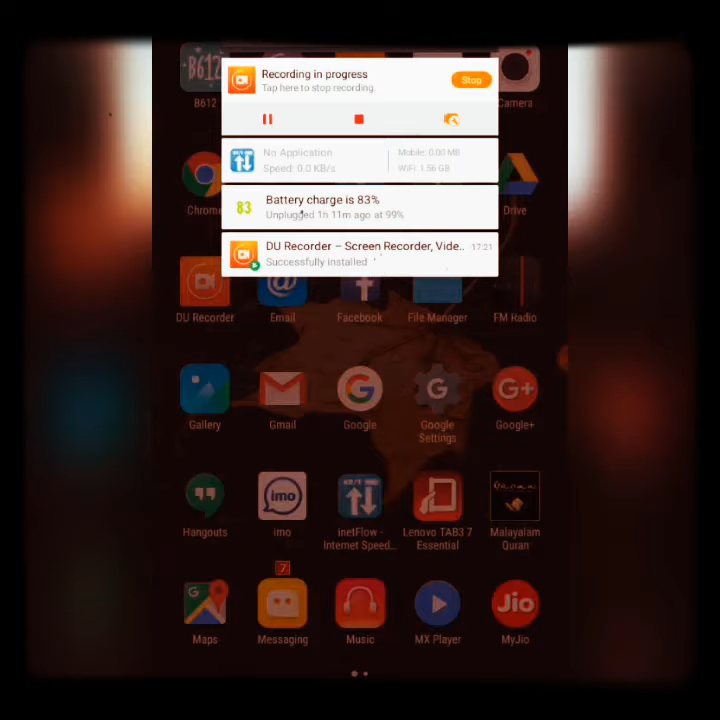 B612
Recording in progress
Tap here to stop recording
Stop
Camera
No Application
Speed: 0.0 KB/s
Mobile: 0.00 MB
WiFi: 1.56 GB
Chrome
Drive
83
Battery charge is 83%
Unplugged 1h 11m ago at 99%
DU Recorder – Screen Recorder, Vide..
17:21
Successfully installed
DU Recorder
Email
Facebook
File Manager
FM Radio
Gallery
Gmail
Google
Google
Settings
Google+
Hangouts
imo
imo
inetFlow -
Internet Speed...
Lenovo TAB3 7
Essential
Malayalam
Quran
7
Maps
Messaging
Music
MX Player
Jio
MyJio